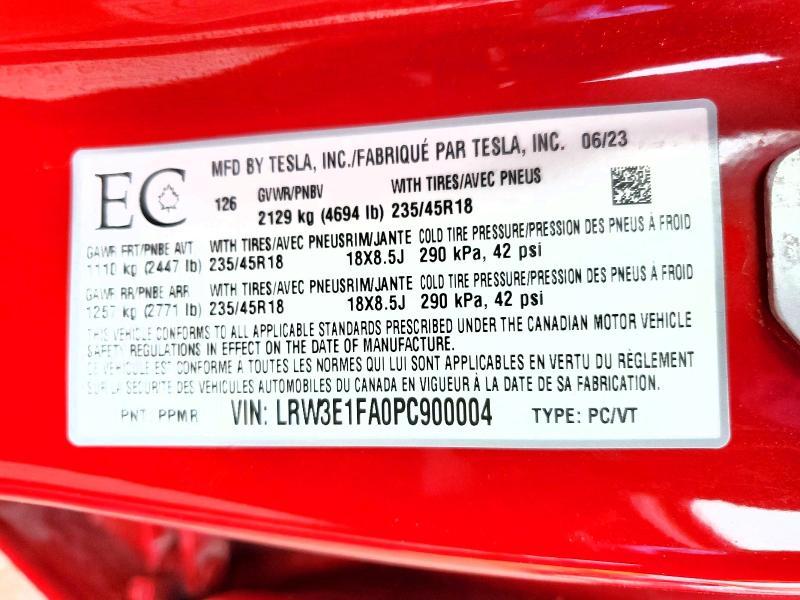 MFD BY TESLA, INC./FABRIQUÉ PAR TESLA, INC. 06/23
EC
126
GVWR/PNBV
2129 kg (4694 lb)
WITH TIRES/AVEC PNEUS
235/45R18
GAWR FRT/PNBE AVT WITH TIRES/AVEC PNEUS RIM/JANTE COLD TIRE PRESSURE/PRESSION DES PNEUS À FROID
1110 kg (2447 lb) 235/45R18 18X8.5J 290 kPa, 42 psi
GAWR RR/PNBE ARR WITH TIRES/AVEC PNEUS RIM/JANTE COLD TIRE PRESSURE/PRESSION DES PNEUS À FROID
1257 kg (2771 lb) 235/45R18 18X8.5J 290 kPa, 42 psi
THIS VEHICLE CONFORMS TO ALL APPLICABLE STANDARDS PRESCRIBED UNDER THE CANADIAN MOTOR VEHICLE
SAFETY REGULATIONS IN EFFECT ON THE DATE OF MANUFACTURE.
CE VEHICULE EST CONFORME A TOUTES LES NORMES QUI LUI SONT APPLICABLES EN VERTU DU RÈGLEMENT
SUR LA SECURITE DES VEHICULES AUTOMOBILES DU CANADA EN VIGUEUR À LA DATE DE SA FABRICATION.
PNT: PPMR VIN: LRW3E1FA0PC900004 TYPE: PC/VT